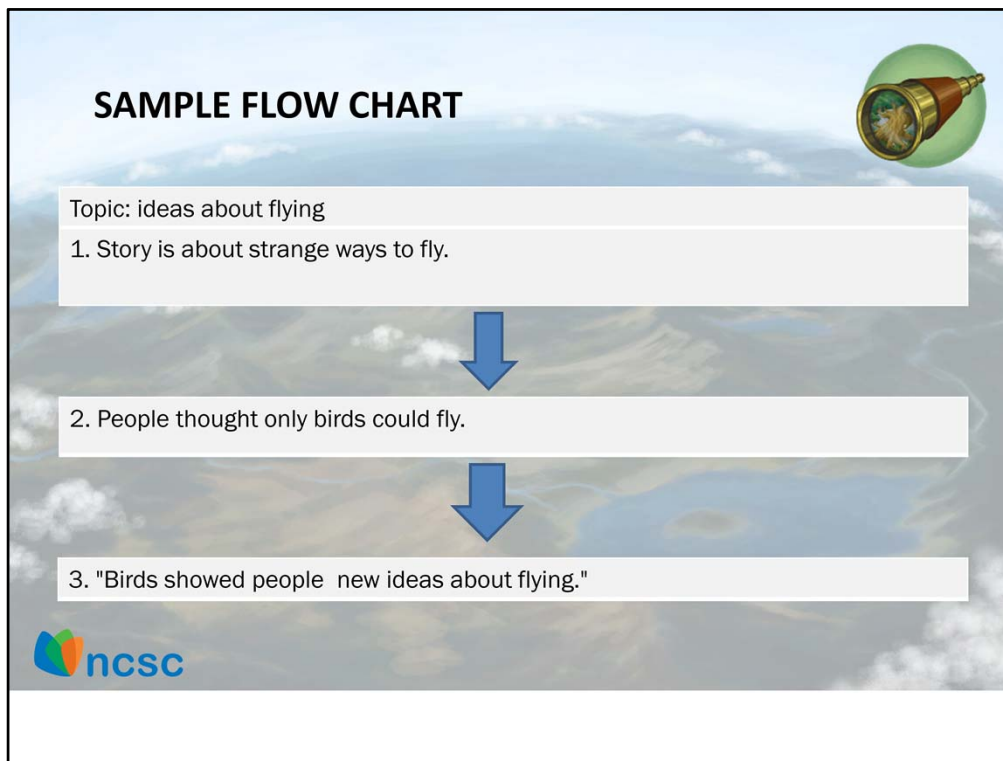 SAMPLE FLOW CHART
Topic: ideas about flying
1. Story is about strange ways to fly.
2. People thought only birds could fly.
3. "Birds showed people  new ideas about flying."
ncsc